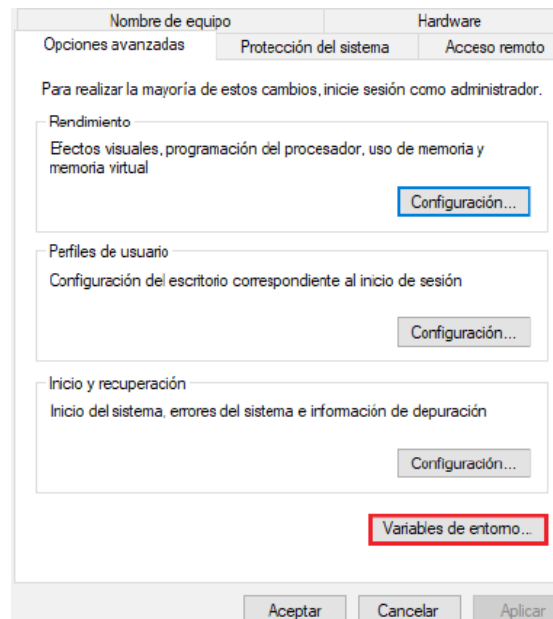 Nombre de equipo
Hardware
Opciones avanzadas
Protección del sistema
Acceso remoto
Para realizar la mayoría de estos cambios, inicie sesión como administrador.
Rendimiento
Efectos visuales, programación del procesador, uso de memoria y
memoria virtual
Configuración...
Perfiles de usuario
Configuración del escritorio correspondiente al inicio de sesión
Configuración...
Inicio y recuperación
Inicio del sistema, errores del sistema e información de depuración
Configuración...
Variables de entorno...
Aceptar
Cancelar
Aplicar